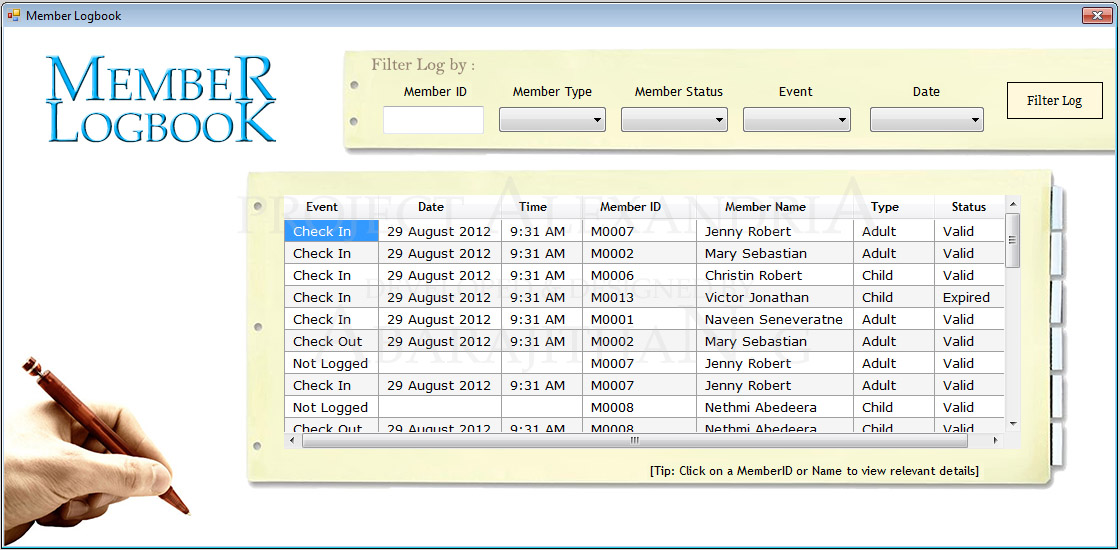 Member Logbook
MEMBER
LOGBOOK
Filter Log by :
Member ID Member Type Member Status Event Date
Filter Log
Event Date Time Member ID Member Name Type Status
Check In 29 August 2012 9:31 AM M0007 Jenny Robert Adult Valid
Check In 29 August 2012 9:31 AM M0002 Mary Sebastian Adult Valid
Check In 29 August 2012 9:31 AM M0006 Christin Robert Child Valid
Check In 29 August 2012 9:31 AM M0013 Victor Jonathan Child Expired
Check In 29 August 2012 9:31 AM M0001 Naveen Seneveratne Adult Valid
Check Out 29 August 2012 9:31 AM M0002 Mary Sebastian Adult Valid
Not Logged M0007 Jenny Robert Adult Valid
Check In 29 August 2012 9:31 AM M0007 Jenny Robert Adult Valid
Not Logged M0008 Nethmi Abedeera Child Valid
Check Out 29 August 2012 9:31 AM M0008 Nethmi Abedeera Child Valid
[Tip: Click on a MemberID or Name to view relevant details]
PROJECT ALEXANDRIA